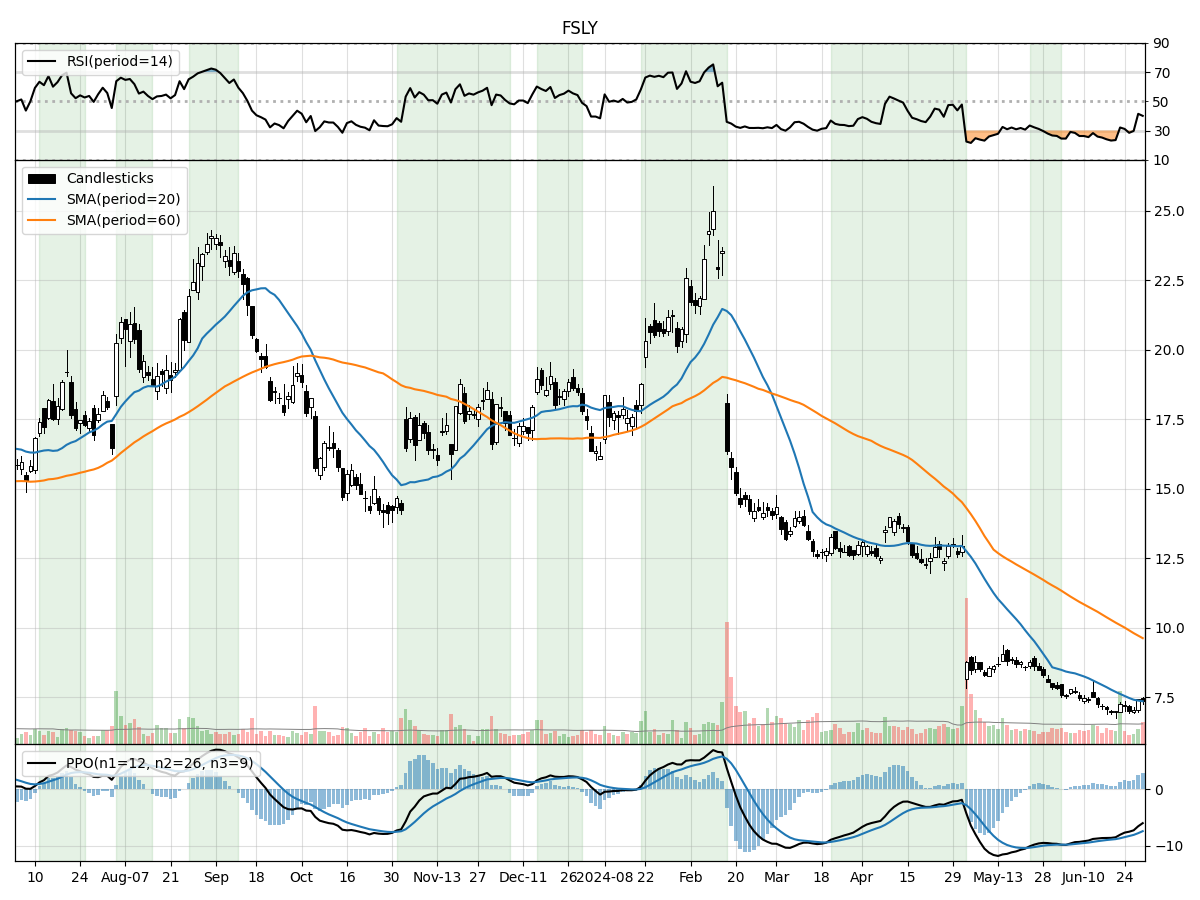 FSLY
RSI(period=14)
90
70
50
30
10
Candlesticks
SMA(period=20)
SMA(period=60)
25.0
22.5
20.0
17.5
15.0
12.5
10.0
7.5
PPO(n1=12, n2=26, n3=9)
0
−10
10 24 Aug-07 21 Sep 18 Oct 16 30 Nov-13 27 Dec-11 26 2024-08 22 Feb 20 Mar 18 Apr 15 29 May-13 28 Jun-10 24